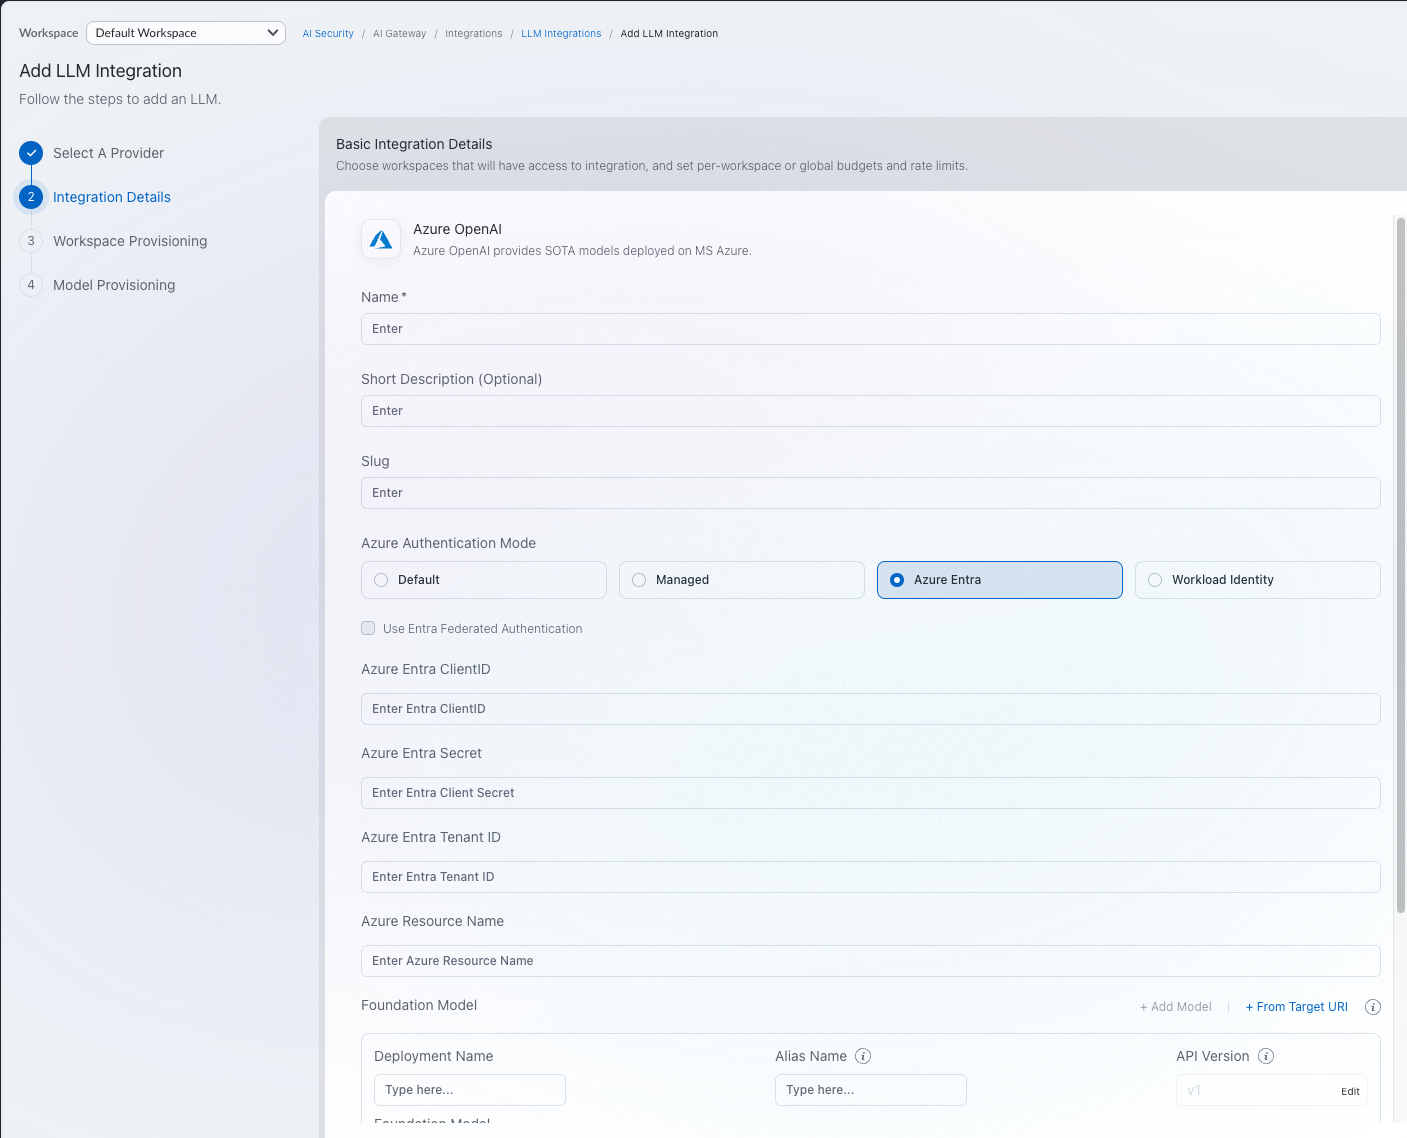 Workspace
Default Workspace
AI Security / AI Gateway / Integrations / LLM Integrations / Add LLM Integration
Add LLM Integration
Follow the steps to add an LLM.
Select A Provider
2 Integration Details
3 Workspace Provisioning
4 Model Provisioning
Basic Integration Details
Choose workspaces that will have access to integration, and set per-workspace or global budgets and rate limits.
Azure OpenAI
Azure OpenAI provides SOTA models deployed on MS Azure.
Name *
Enter
Short Description (Optional)
Enter
Slug
Enter
Azure Authentication Mode
Default
Managed
Azure Entra
Workload Identity
Use Entra Federated Authentication
Azure Entra ClientID
Enter Entra ClientID
Azure Entra Secret
Enter Entra Client Secret
Azure Entra Tenant ID
Enter Entra Tenant ID
Azure Resource Name
Enter Azure Resource Name
Foundation Model
+ Add Model | + From Target URI i
Deployment Name
Type here...
Alias Name i
Type here...
API Version i
v1 Edit
Foundation Model